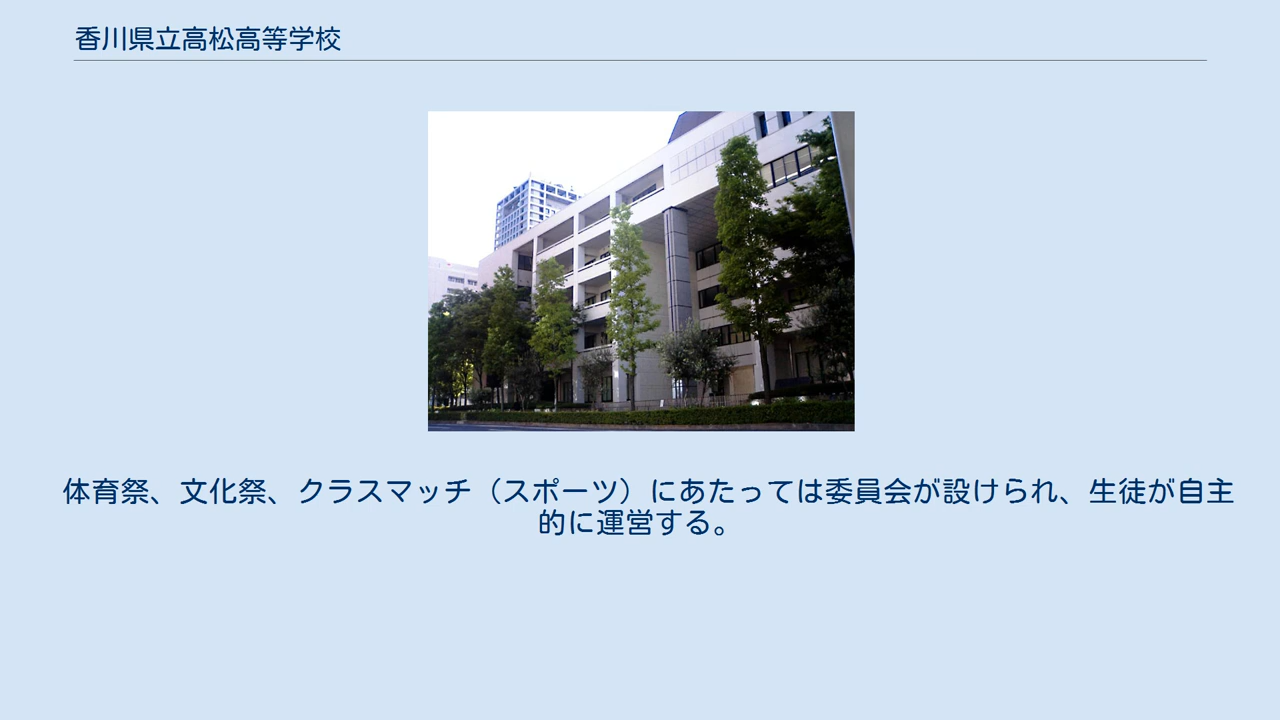 香川県立高松高等学校
体育祭、文化祭、クラスマッチ（スポーツ）にあたっては委員会が設けられ、生徒が自主
的に運営する。